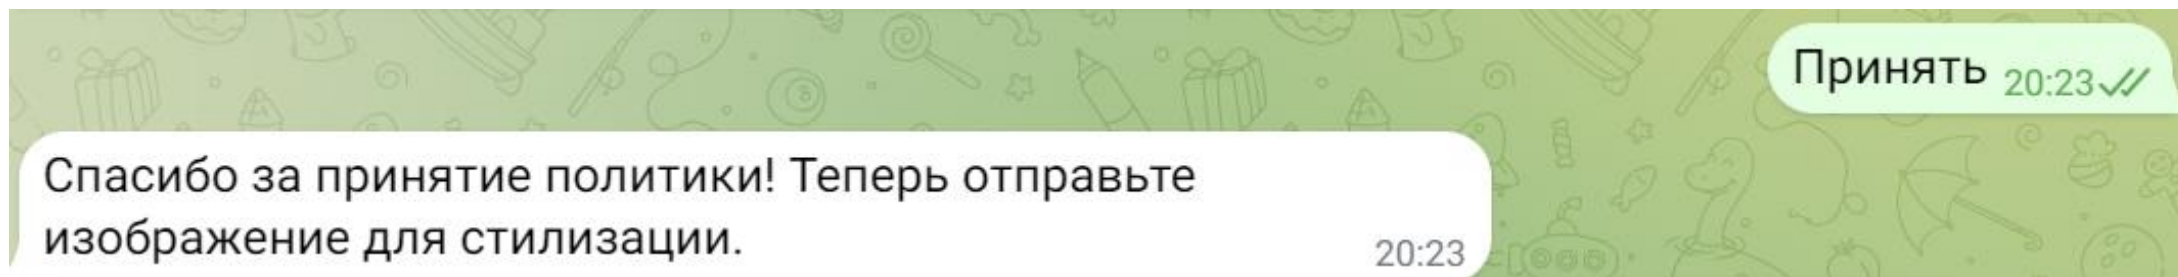 Принять 20:23
Спасибо за принятие политики! Теперь отправьте
изображение для стилизации. 20:23